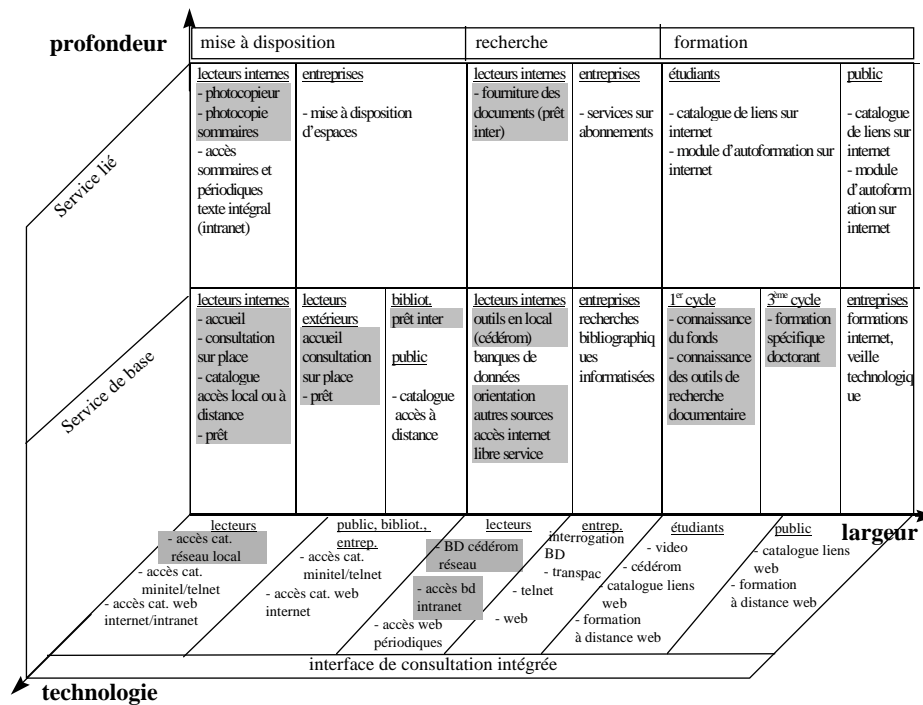 profondeur
mise à disposition
recherche
formation
Service lié
lecteurs internes
- photocopieur
- photocopie
sommaires
- accès
sommaires et
périodiques
texte intégral
(intranet)
entreprises
- mise à disposition
d'espaces
lecteurs internes
- fourniture des
documents (prêt
inter)
entreprises
- services sur
abonnements
étudiants
- catalogue de liens sur
internet
- module d'autoformation sur
internet
public
- catalogue
de liens sur
internet
- module
d'autoform
ation sur
internet
Service de base
lecteurs internes
- accueil
- consultation
sur place
- catalogue
accès local ou à
distance
- prêt
lecteurs
extérieurs
accueil
consultation
sur place
- prêt
bibliot.
prêt inter
public
- catalogue
accès à
distance
lecteurs internes
outils en local
(cédérom)
banques de
données
orientation
autres sources
accès internet
libre service
entreprises
recherches
bibliographiq
ues
informatisées
1er cycle
- connaissance
du fonds
- connaissance
des outils de
recherche
documentaire
3ème cycle
- formation
spécifique
doctorant
entreprises
formations
internet,
veille
technologiq
ue
largeur
lecteurs
- accès cat.
réseau local
- accès cat.
minitel/telnet
- accès cat. web
internet/intranet
public, bibliot.,
entrep.
- accès cat.
minitel/telnet
- accès cat. web
internet
lecteurs
- BD cédérom
réseau
- accès bd
intranet
- accès web
périodiques
entrep.
interrogation
BD
- transpac
- telnet
- web
étudiants
- video
- cédérom
- catalogue liens
web
- formation
à distance web
public
- catalogue liens
web
- formation
à distance web
interface de consultation intégrée
technologie